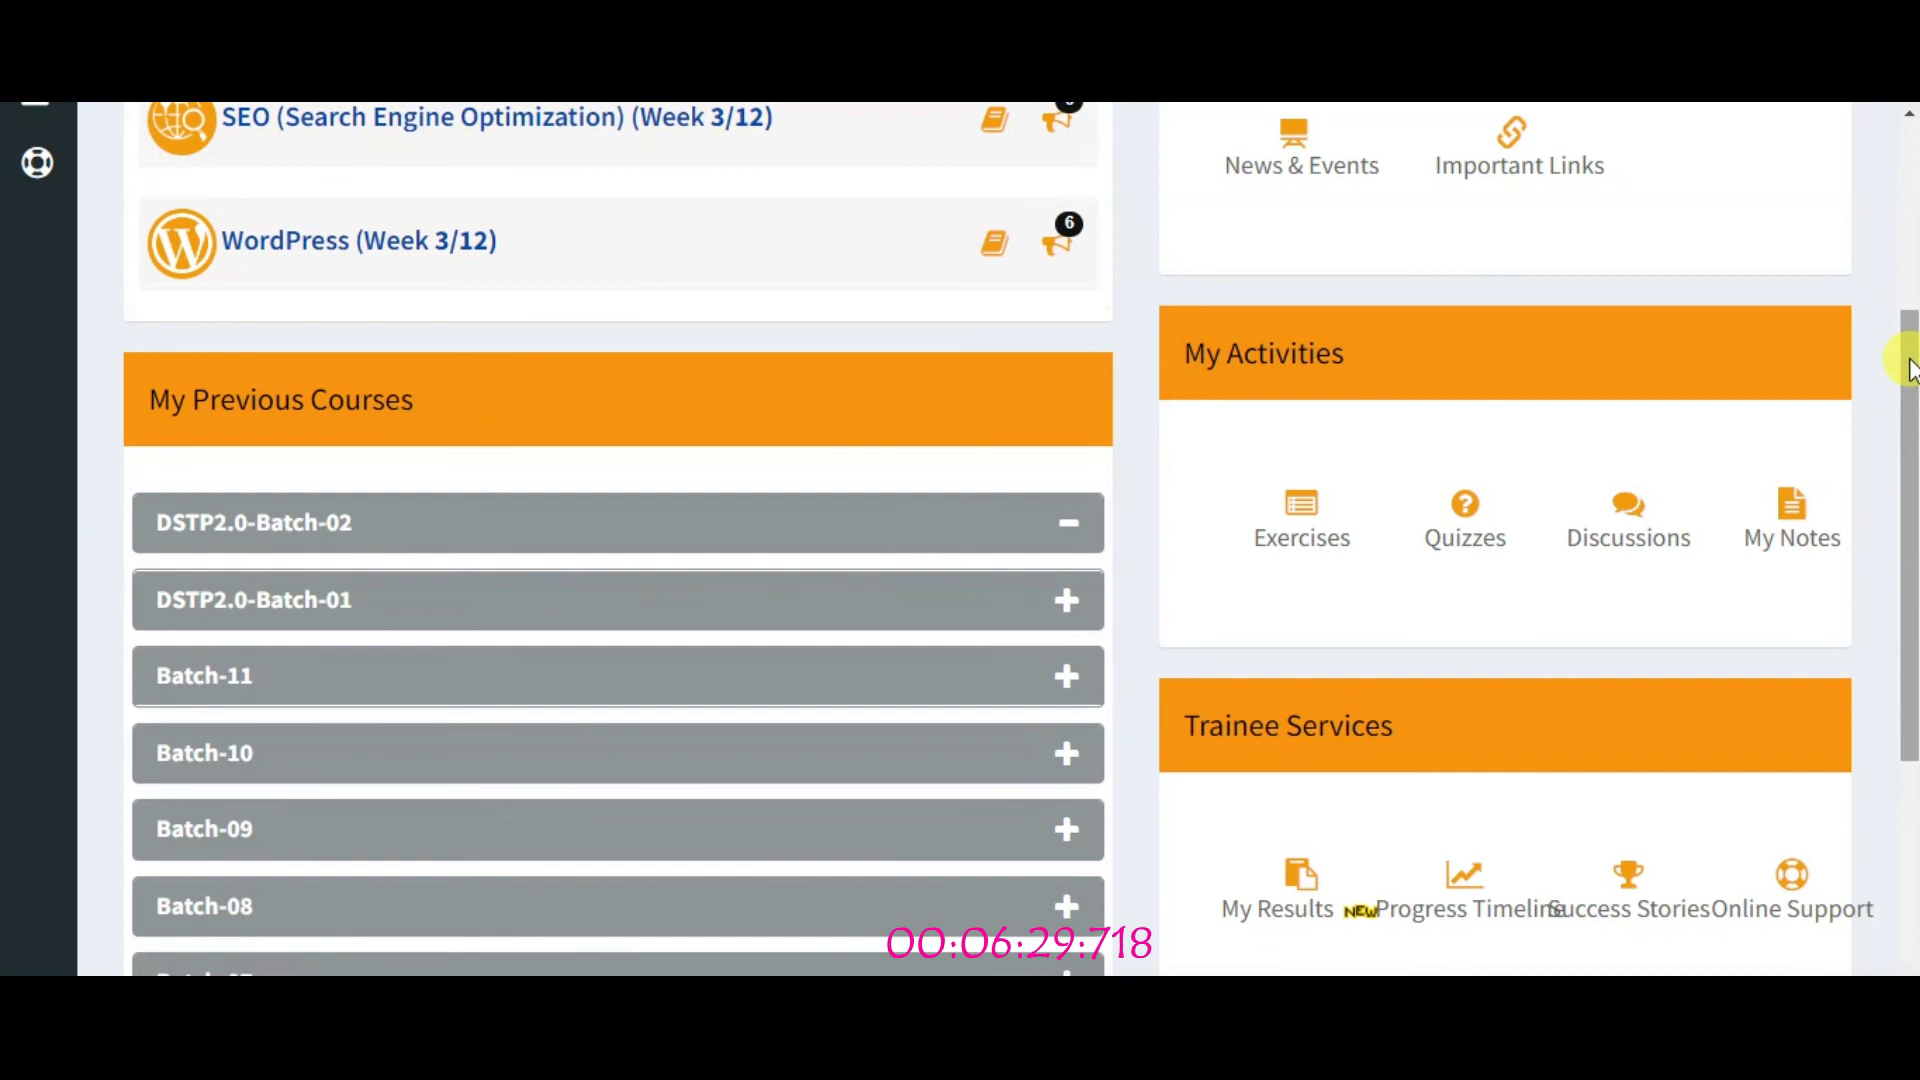 SEO (Search Engine Optimization) (Week 3/12)
WordPress (Week 3/12)
6
My Previous Courses
DSTP2.0-Batch-02
DSTP2.0-Batch-01
Batch-11
Batch-10
Batch-09
Batch-08
News & Events
Important Links
My Activities
Exercises
Quizzes
Discussions
My Notes
Trainee Services
My Results
NEW
Progress Timeline
Success Stories
Online Support
00:06:29:718